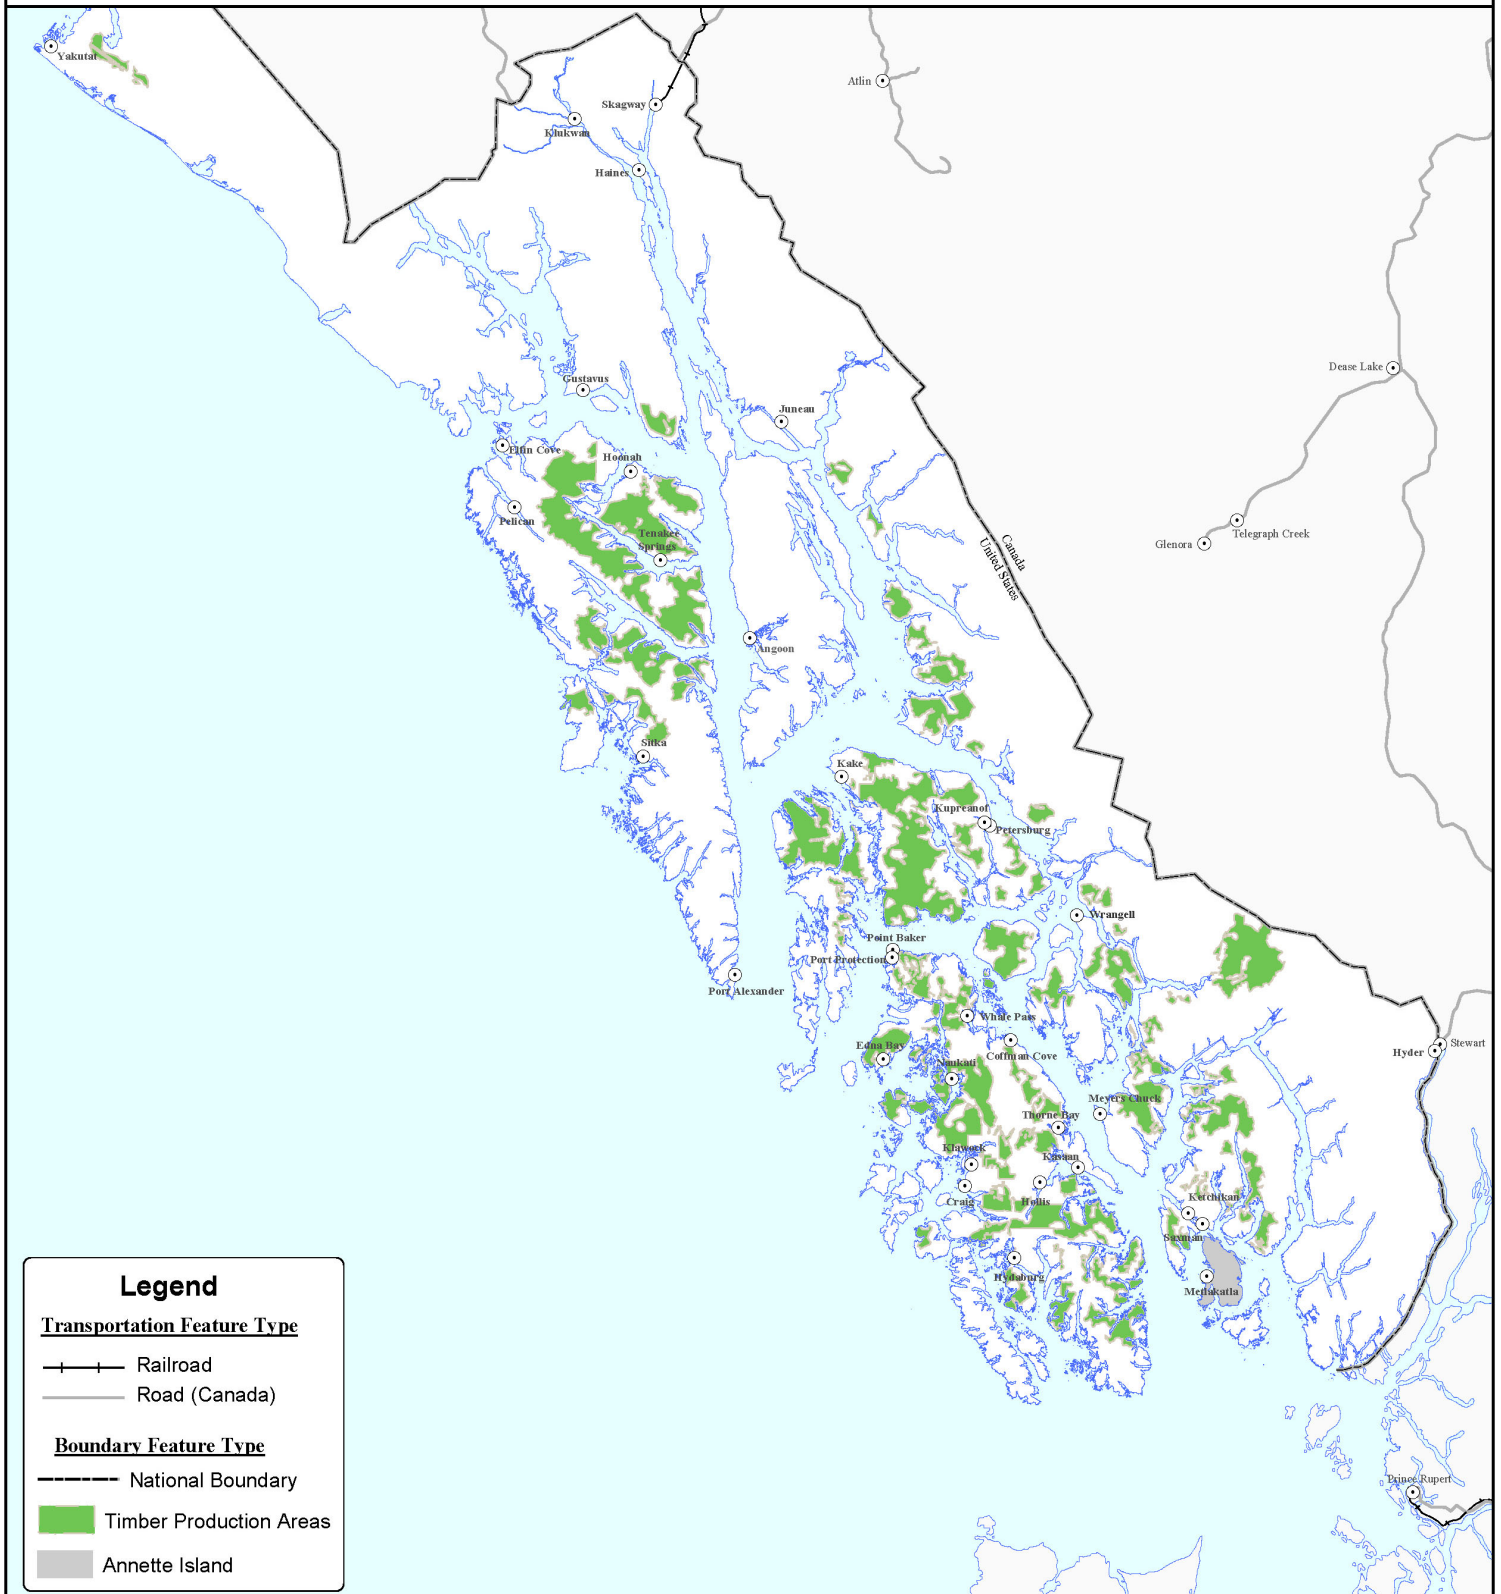 Yakutat
Atlin
Skagway
Klukwan
Haines
Dease Lake
Gustavus
Juneau
Elfin Cove
Hoonah
Pelican
Telegraph Creek
Tenakee
Springs
Glenora
Canada
United States
Angoon
Sitka
Kake
Kupreanof
Petersburg
Wrangell
Point Baker
Port Protection
Port Alexander
Whale Pass
Edna Bay
Coffman Cove
Stewart
Hyder
Naukati
Meyers Chuck
Thorne Bay
Klawock
Kasaan
Craig
Hollis
Ketchikan
Saxman
Hydaburg
Metlakatla
Prince Rupert
Legend
Transportation Feature Type
Railroad
Road (Canada)
Boundary Feature Type
National Boundary
Timber Production Areas
Annette Island